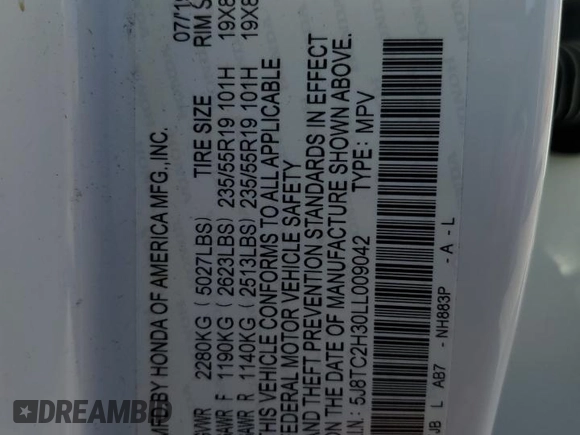 MFD BY HONDA OF AMERICA MFG., INC. 07/19
GVWR 2280KG ( 5027LBS) TIRE SIZE RIM S
GAWR F 1190KG ( 2623LBS) 235/55R19 101H 19X8
GAWR R 1140KG ( 2513LBS) 235/55R19 101H 19X8
THIS VEHICLE CONFORMS TO ALL APPLICABLE
FEDERAL MOTOR VEHICLE SAFETY
AND THEFT PREVENTION STANDARDS IN EFFECT
ON THE DATE OF MANUFACTURE SHOWN ABOVE.
V.I.N.: 5J8TC2H30LL009042 TYPE: MPV
JB L AB7 - NH883P - A - L
DREAMBID